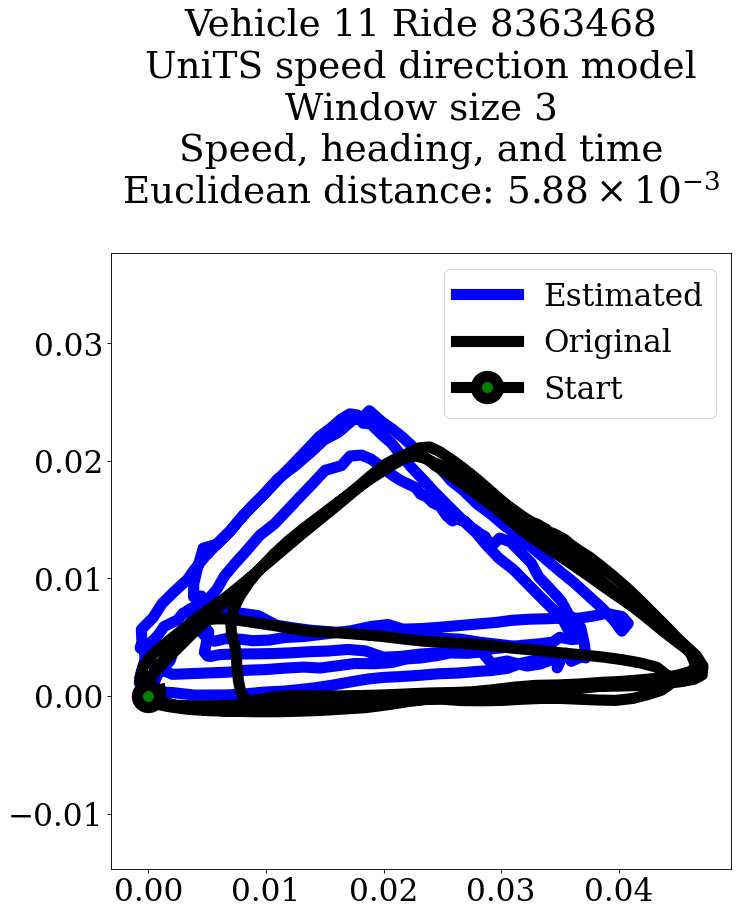 Vehicle 11 Ride 8363468
UniTS speed direction model
Window size 3
Speed, heading, and time
Euclidean distance: 5.88 × 10⁻³
Estimated
Original
Start
0.03
0.02
0.01
0.00
−0.01
0.00 0.01 0.02 0.03 0.04